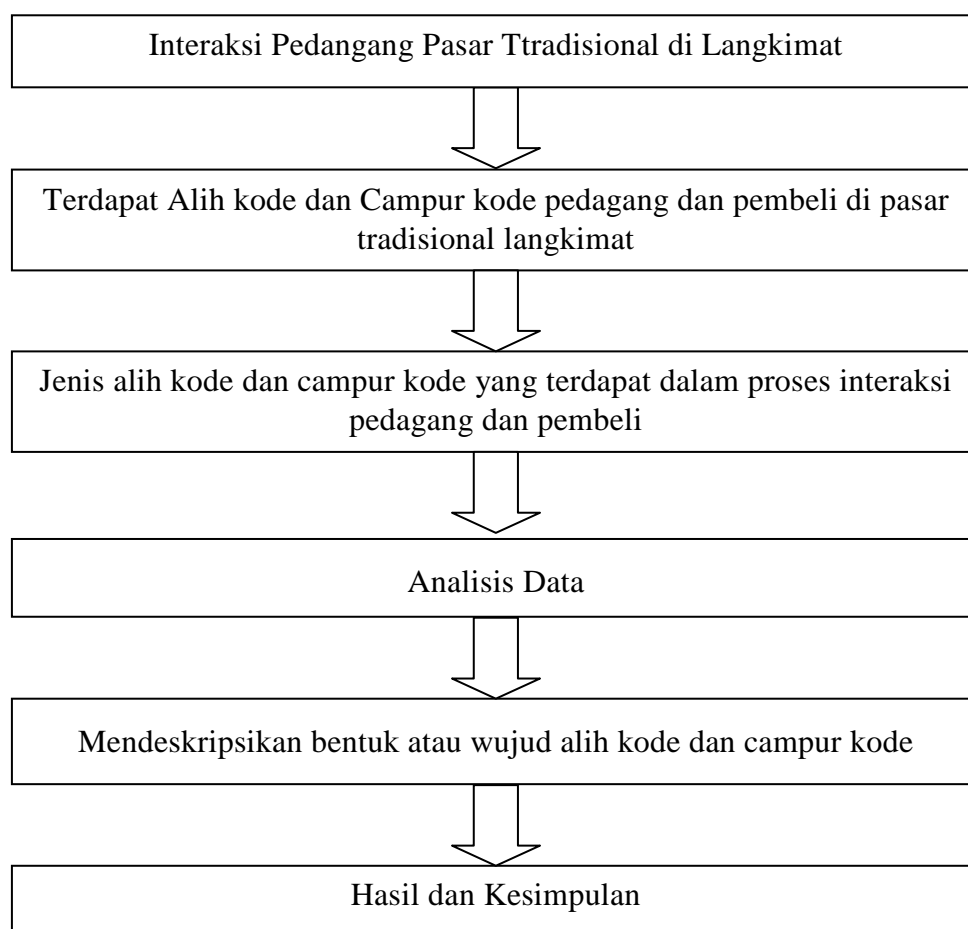 Interaksi Pedangang Pasar Ttradisional di Langkimat
Terdapat Alih kode dan Campur kode pedagang dan pembeli di pasar
tradisional langkimat
Jenis alih kode dan campur kode yang terdapat dalam proses interaksi
pedagang dan pembeli
Analisis Data
Mendeskripsikan bentuk atau wujud alih kode dan campur kode
Hasil dan Kesimpulan